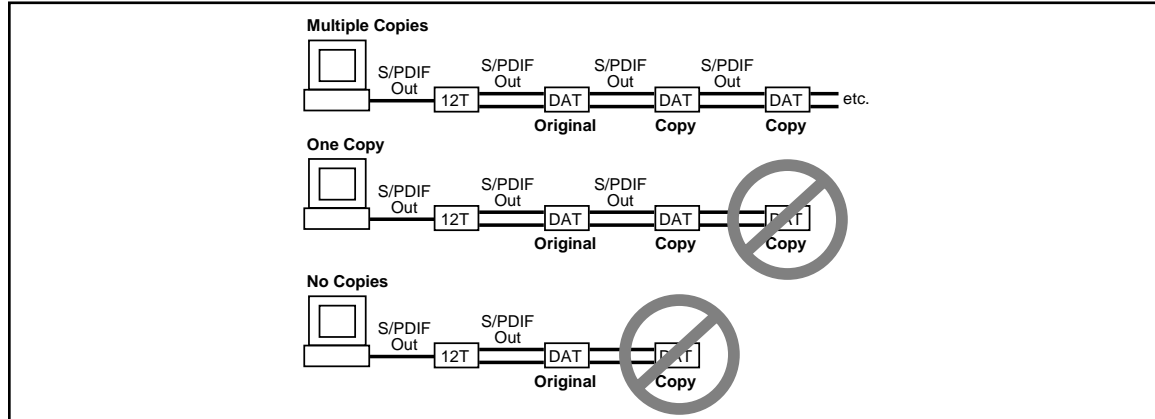 Multiple Copies
S/PDIF Out
S/PDIF Out
S/PDIF Out
S/PDIF Out
12T
DAT
DAT
DAT
etc.
Original
Copy
Copy
One Copy
S/PDIF Out
S/PDIF Out
S/PDIF Out
12T
DAT
DAT
DAT
Original
Copy
Copy
No Copies
S/PDIF Out
S/PDIF Out
12T
DAT
DAT
Original
Copy